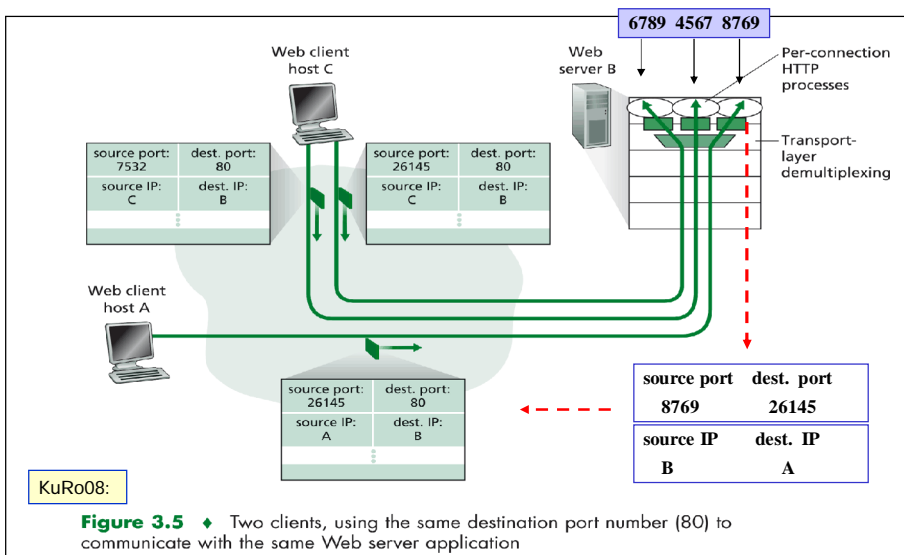 6789 4567 8769
Web client
host C
Web
server B
Per-connection
HTTP
processes
Transport-
layer
demultiplexing
source port:
7532
dest. port:
80
source IP:
C
dest. IP:
B
source port:
26145
dest. port:
80
source IP:
C
dest. IP:
B
Web client
host A
source port:
26145
dest. port:
80
source IP:
A
dest. IP:
B
source port dest. port
8769 26145
source IP dest. IP
B A
KuRo08:
Figure 3.5 ♦ Two clients, using the same destination port number (80) to
communicate with the same Web server application